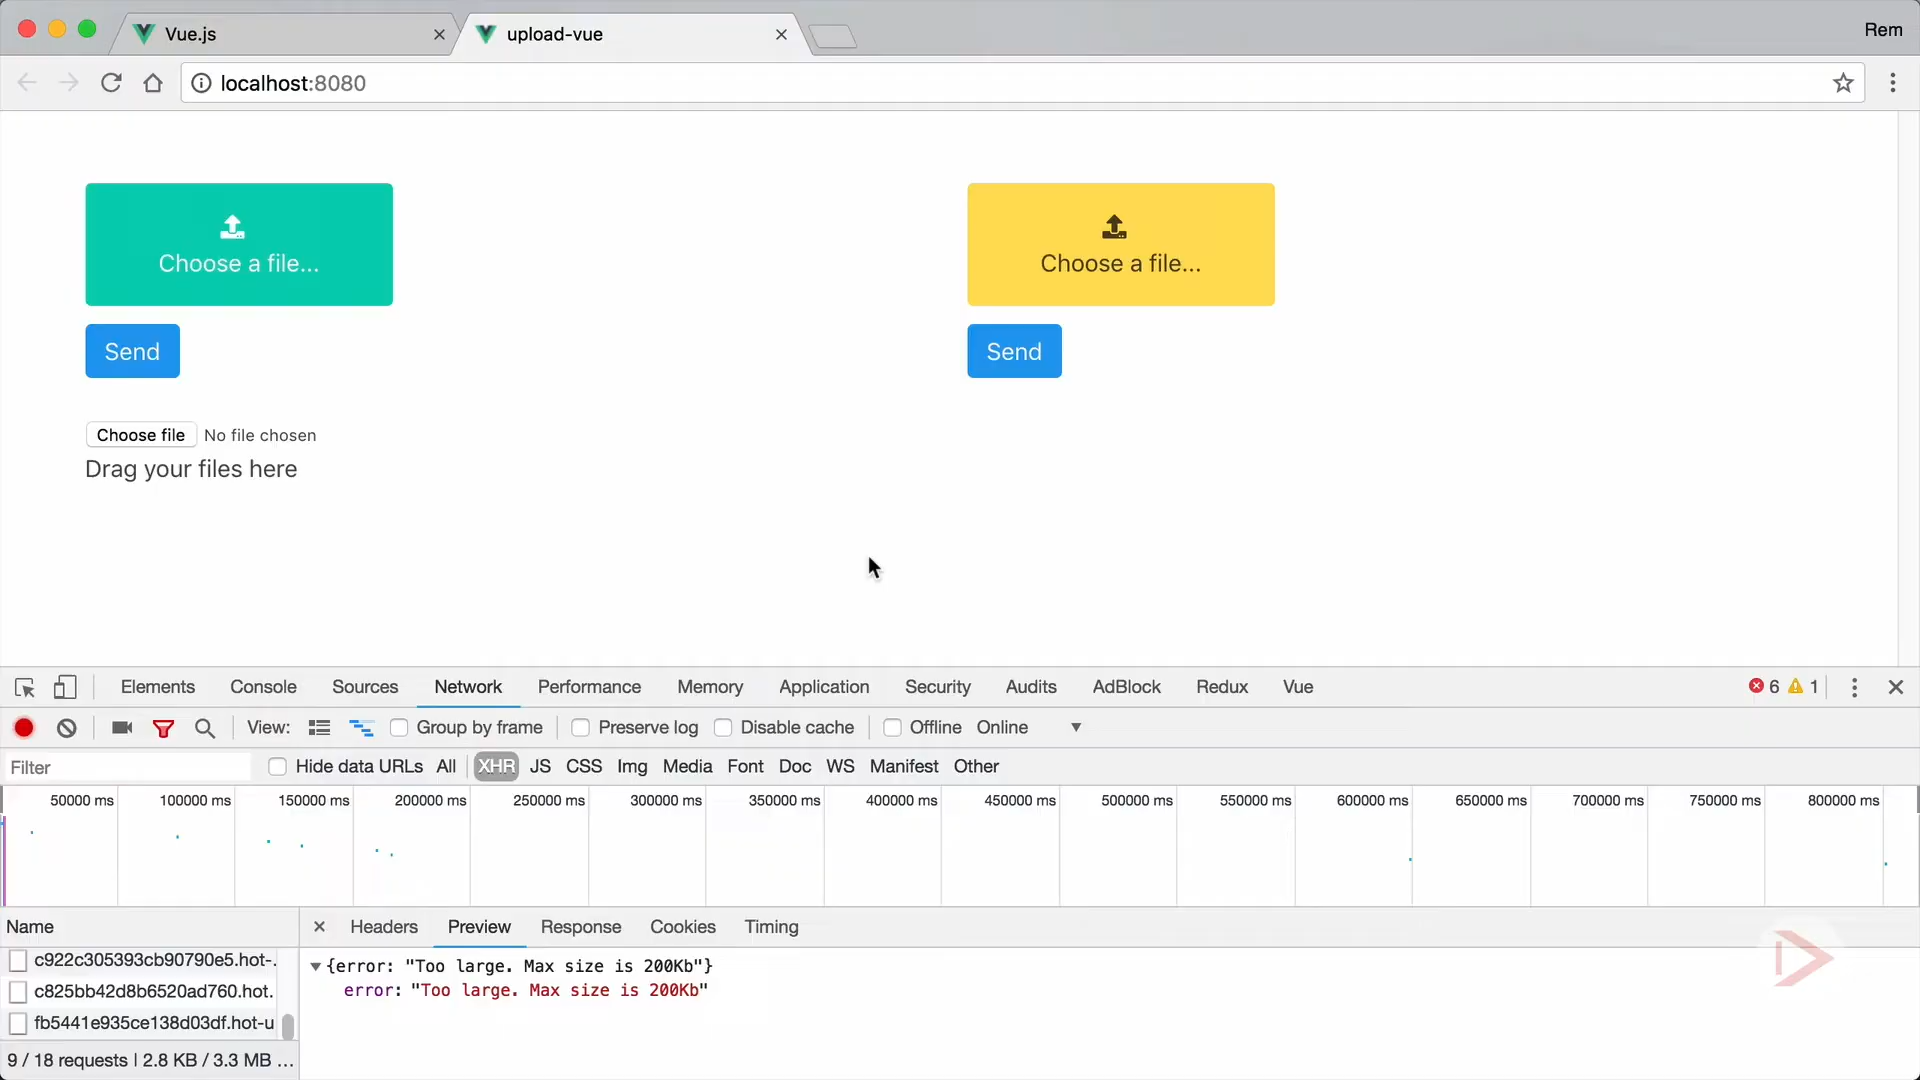 Vue.js
upload-vue
Rem
localhost:8080
Choose a file...
Choose a file...
Send
Send
Choose file No file chosen
Drag your files here
Elements Console Sources Network Performance Memory Application Security Audits AdBlock Redux Vue 6 1
View: Group by frame Preserve log Disable cache Offline Online
Filter Hide data URLs All XHR JS CSS Img Media Font Doc WS Manifest Other
50000 ms 100000 ms 150000 ms 200000 ms 250000 ms 300000 ms 350000 ms 400000 ms 450000 ms 500000 ms 550000 ms 600000 ms 650000 ms 700000 ms 750000 ms 800000 ms
Name
Headers Preview Response Cookies Timing
c922c305393cb90790e5.hot-.
c825bb42d8b6520ad760.hot.
fb5441e935ce138d03df.hot-u
9 / 18 requests | 2.8 KB / 3.3 MB ...
{error: "Too large. Max size is 200Kb"}
error: "Too large. Max size is 200Kb"